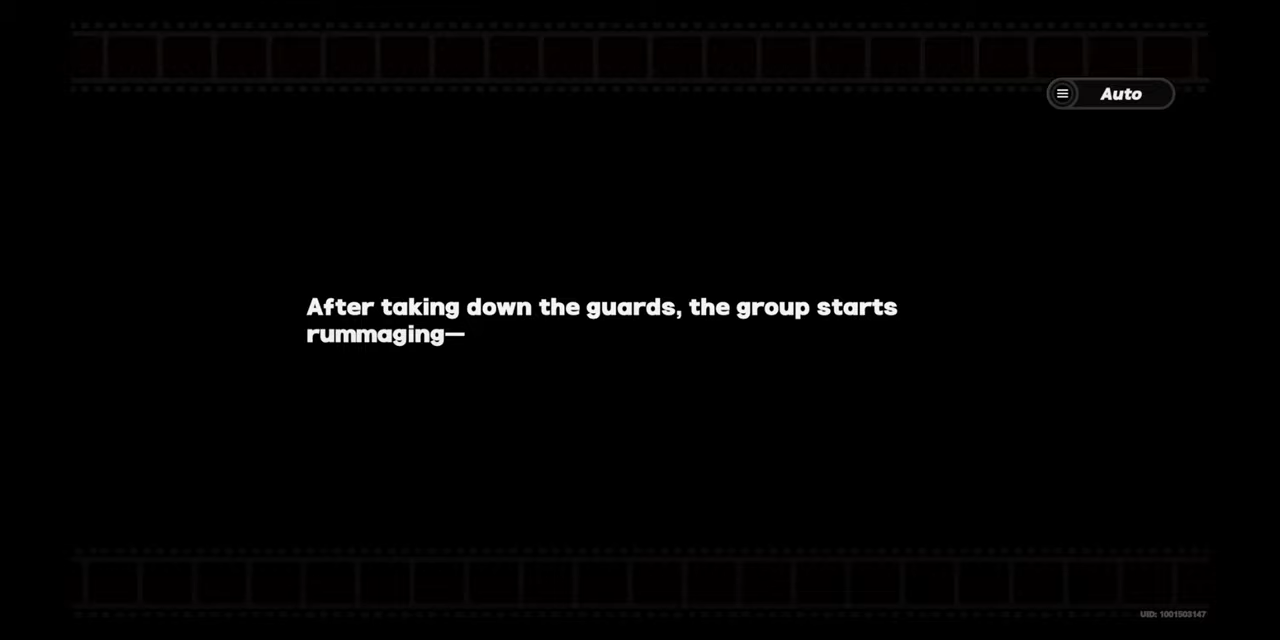 Auto
After taking down the guards, the group starts
rummaging—
UID: 1001503147